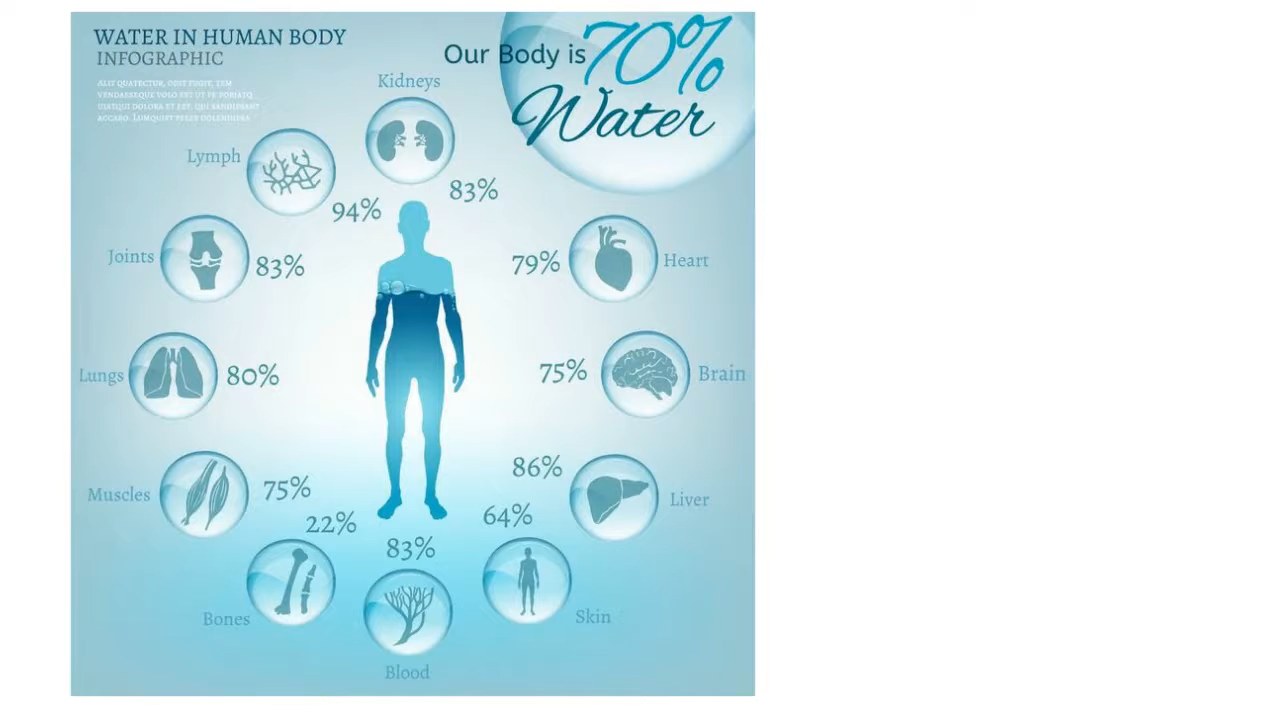 WATER IN HUMAN BODY
INFOGRAPHIC
Our Body is 70%
Water
Kidneys
83%
Lymph
94%
Joints
83%
79%
Heart
Lungs
80%
75%
Brain
Muscles
75%
86%
Liver
22%
Bones
83%
Blood
64%
Skin